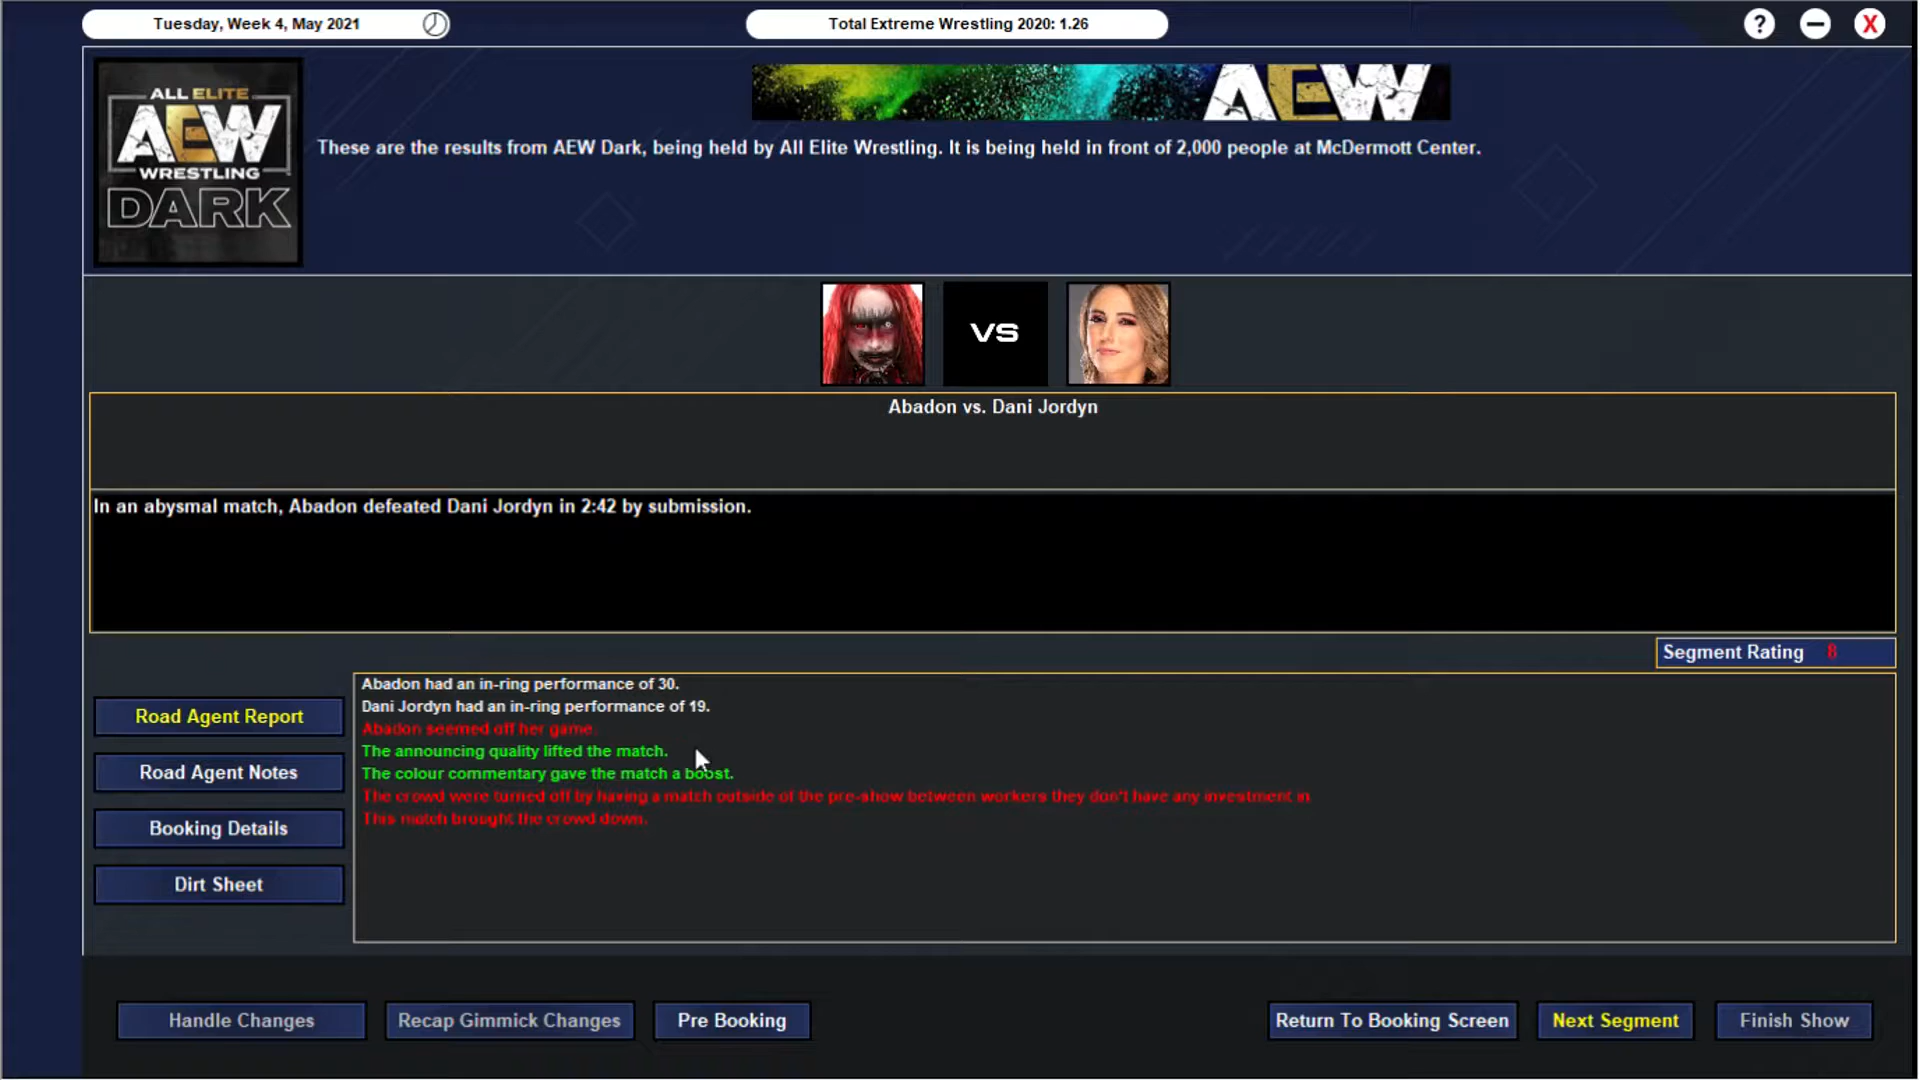 Tuesday, Week 4, May 2021
Total Extreme Wrestling 2020: 1.26
?
X
ALL ELITE
AEW
WRESTLING
DARK
AEW
These are the results from AEW Dark, being held by All Elite Wrestling. It is being held in front of 2,000 people at McDermott Center.
VS
Abadon vs. Dani Jordyn
In an abysmal match, Abadon defeated Dani Jordyn in 2:42 by submission.
Segment Rating 8
Road Agent Report
Road Agent Notes
Booking Details
Dirt Sheet
Abadon had an in-ring performance of 30.
Dani Jordyn had an in-ring performance of 19.
Abadon seemed off her game.
The announcing quality lifted the match.
The colour commentary gave the match a boost.
The crowd were turned off by having a match outside of the pre-show between workers they don't have any investment in
This match brought the crowd down.
Handle Changes
Recap Gimmick Changes
Pre Booking
Return To Booking Screen
Next Segment
Finish Show